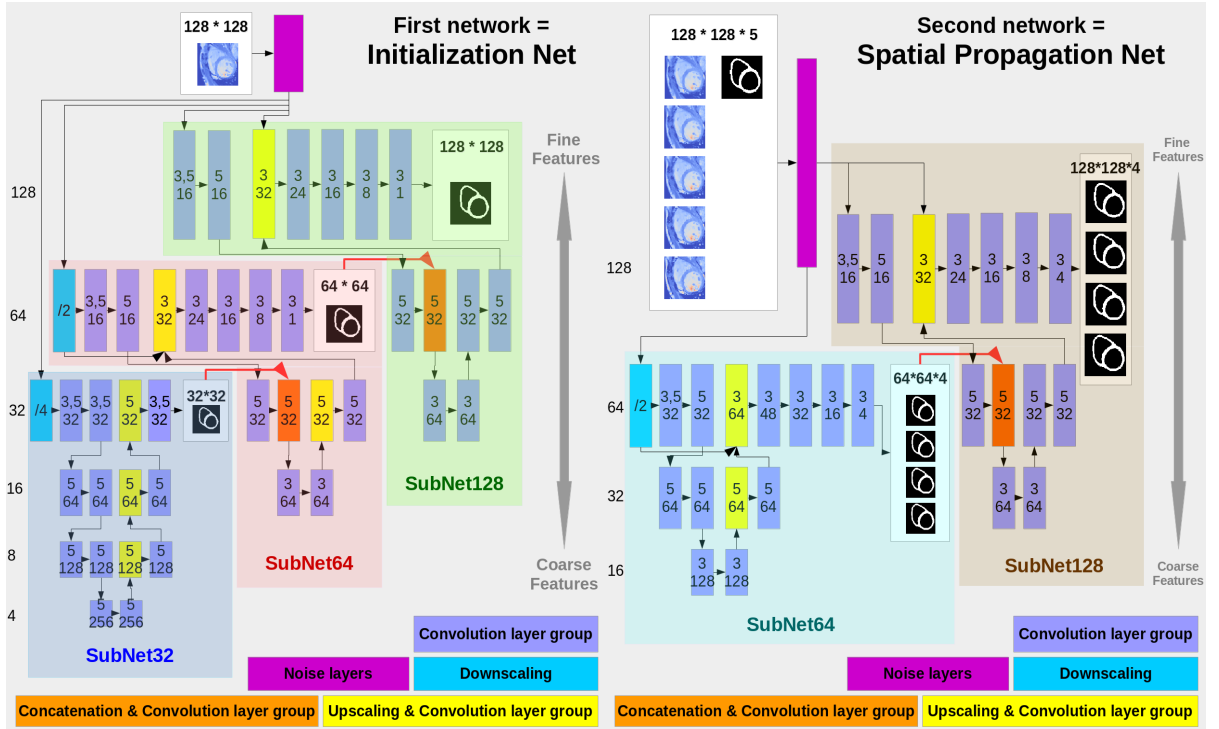 First network =
Initialization Net
128 * 128
Fine
Features
128
3,5 16
5 16
3 32
3 24
3 16
3 8
3 1
128 * 128
64
/2
3,5 16
5 16
3 32
3 24
3 16
3 8
3 1
64 * 64
5 32
5 32
5 32
5 32
32
/4
3,5 32
3,5 32
5 32
3,5 32
32*32
5 32
5 32
5 32
5 32
3 64
3 64
16
5 64
5 64
5 64
5 64
3 64
3 64
SubNet128
8
5 128
5 128
5 128
5 128
SubNet64
Coarse
Features
4
5 256
5 256
SubNet32
Convolution layer group
Noise layers
Downscaling
Concatenation & Convolution layer group
Upscaling & Convolution layer group
Second network =
Spatial Propagation Net
128 * 128 * 5
Fine
Features
128
3,5 16
5 16
3 32
3 24
3 16
3 8
3 4
128*128*4
64
/2
3,5 32
5 32
3 64
3 48
3 32
3 16
3 4
64*64*4
5 32
5 32
5 32
5 32
32
5 64
5 64
5 64
5 64
3 64
3 64
16
3 128
3 128
SubNet128
Coarse
Features
SubNet64
Convolution layer group
Noise layers
Downscaling
Concatenation & Convolution layer group
Upscaling & Convolution layer group